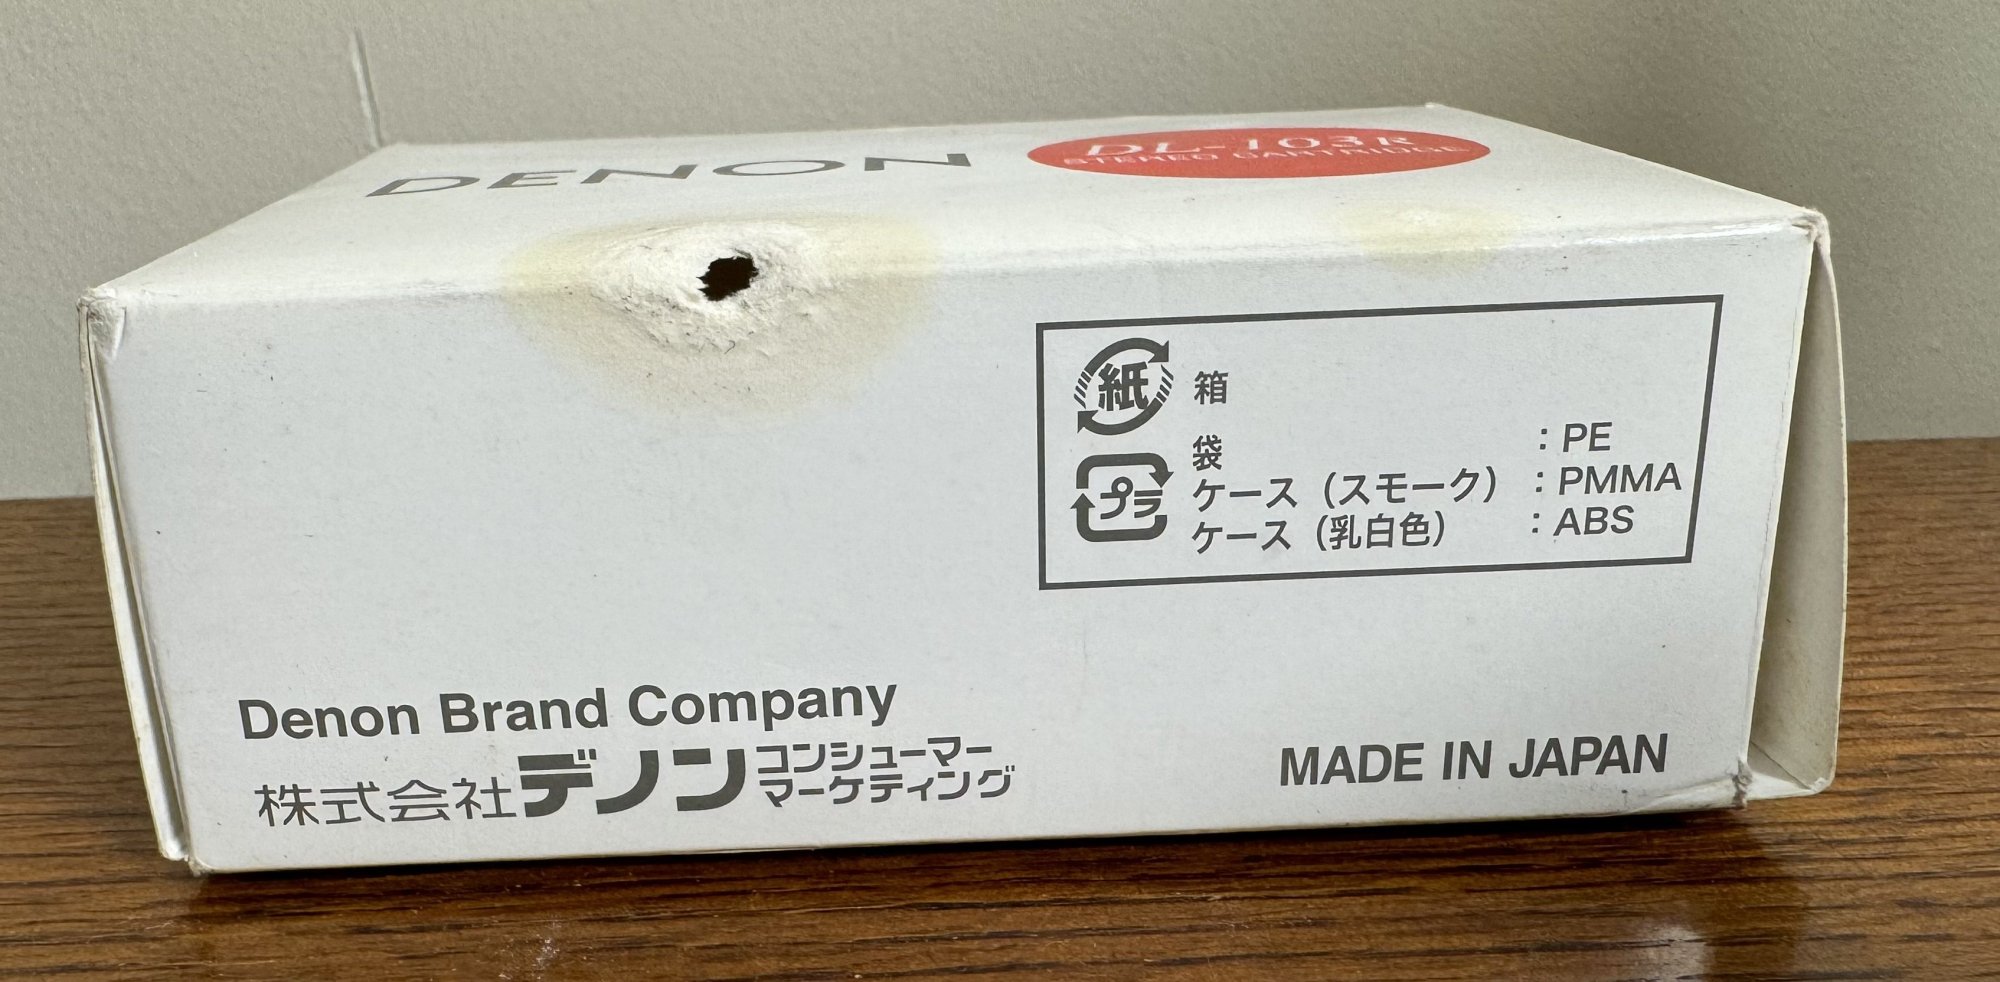 DENON
DL-103R
STEREO CARTRIDGE
紙 箱
プラ
袋 : PE
ケース (スモーク) : PMMA
ケース (乳白色) : ABS
Denon Brand Company
株式会社デノン コンシューマー
マーケティング
MADE IN JAPAN